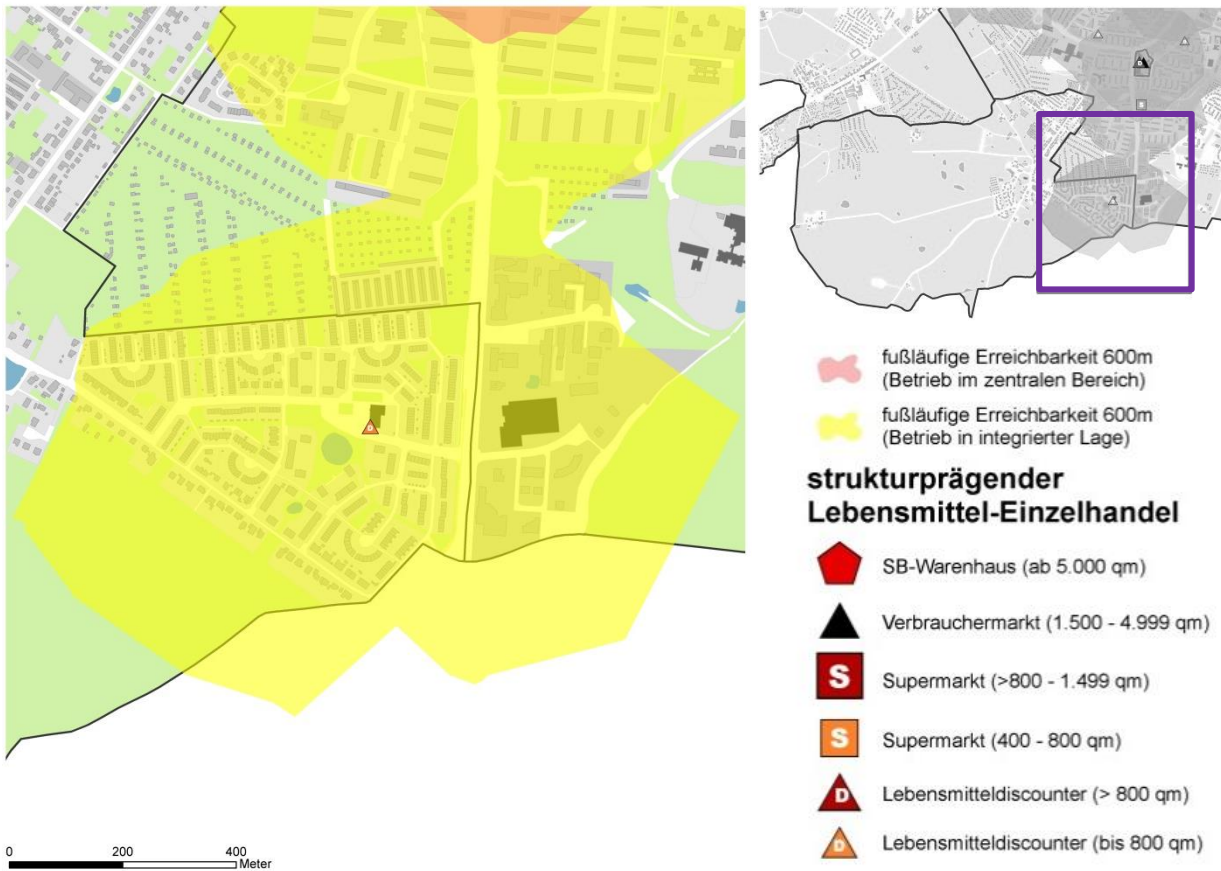 fußläufige Erreichbarkeit 600m
(Betrieb im zentralen Bereich)
fußläufige Erreichbarkeit 600m
(Betrieb in integrierter Lage)
strukturprägender
Lebensmittel-Einzelhandel
SB-Warenhaus (ab 5.000 qm)
Verbrauchermarkt (1.500 - 4.999 qm)
S
Supermarkt (>800 - 1.499 qm)
S
Supermarkt (400 - 800 qm)
D
Lebensmitteldiscounter (> 800 qm)
D
Lebensmitteldiscounter (bis 800 qm)
D
S
0 200 400
Meter